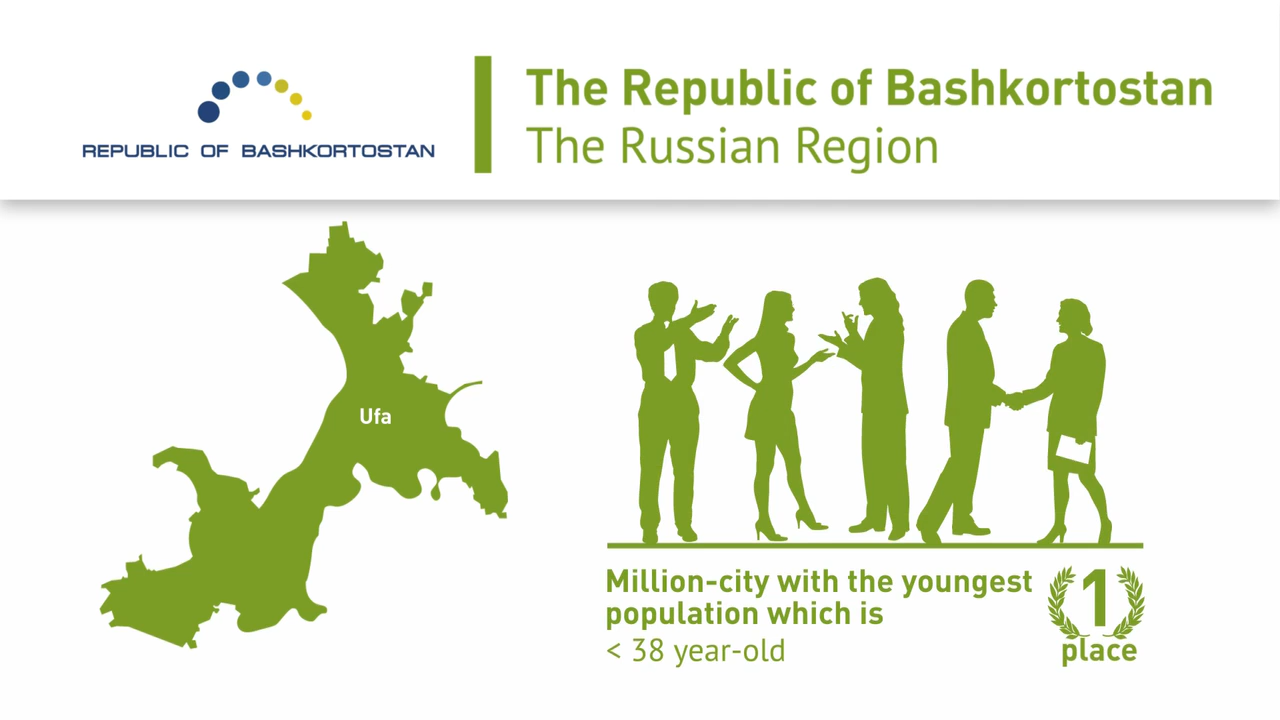 REPUBLIC OF BASHKORTOSTAN
The Republic of Bashkortostan
The Russian Region
Ufa
Million-city with the youngest
population which is
< 38 year-old
1
place